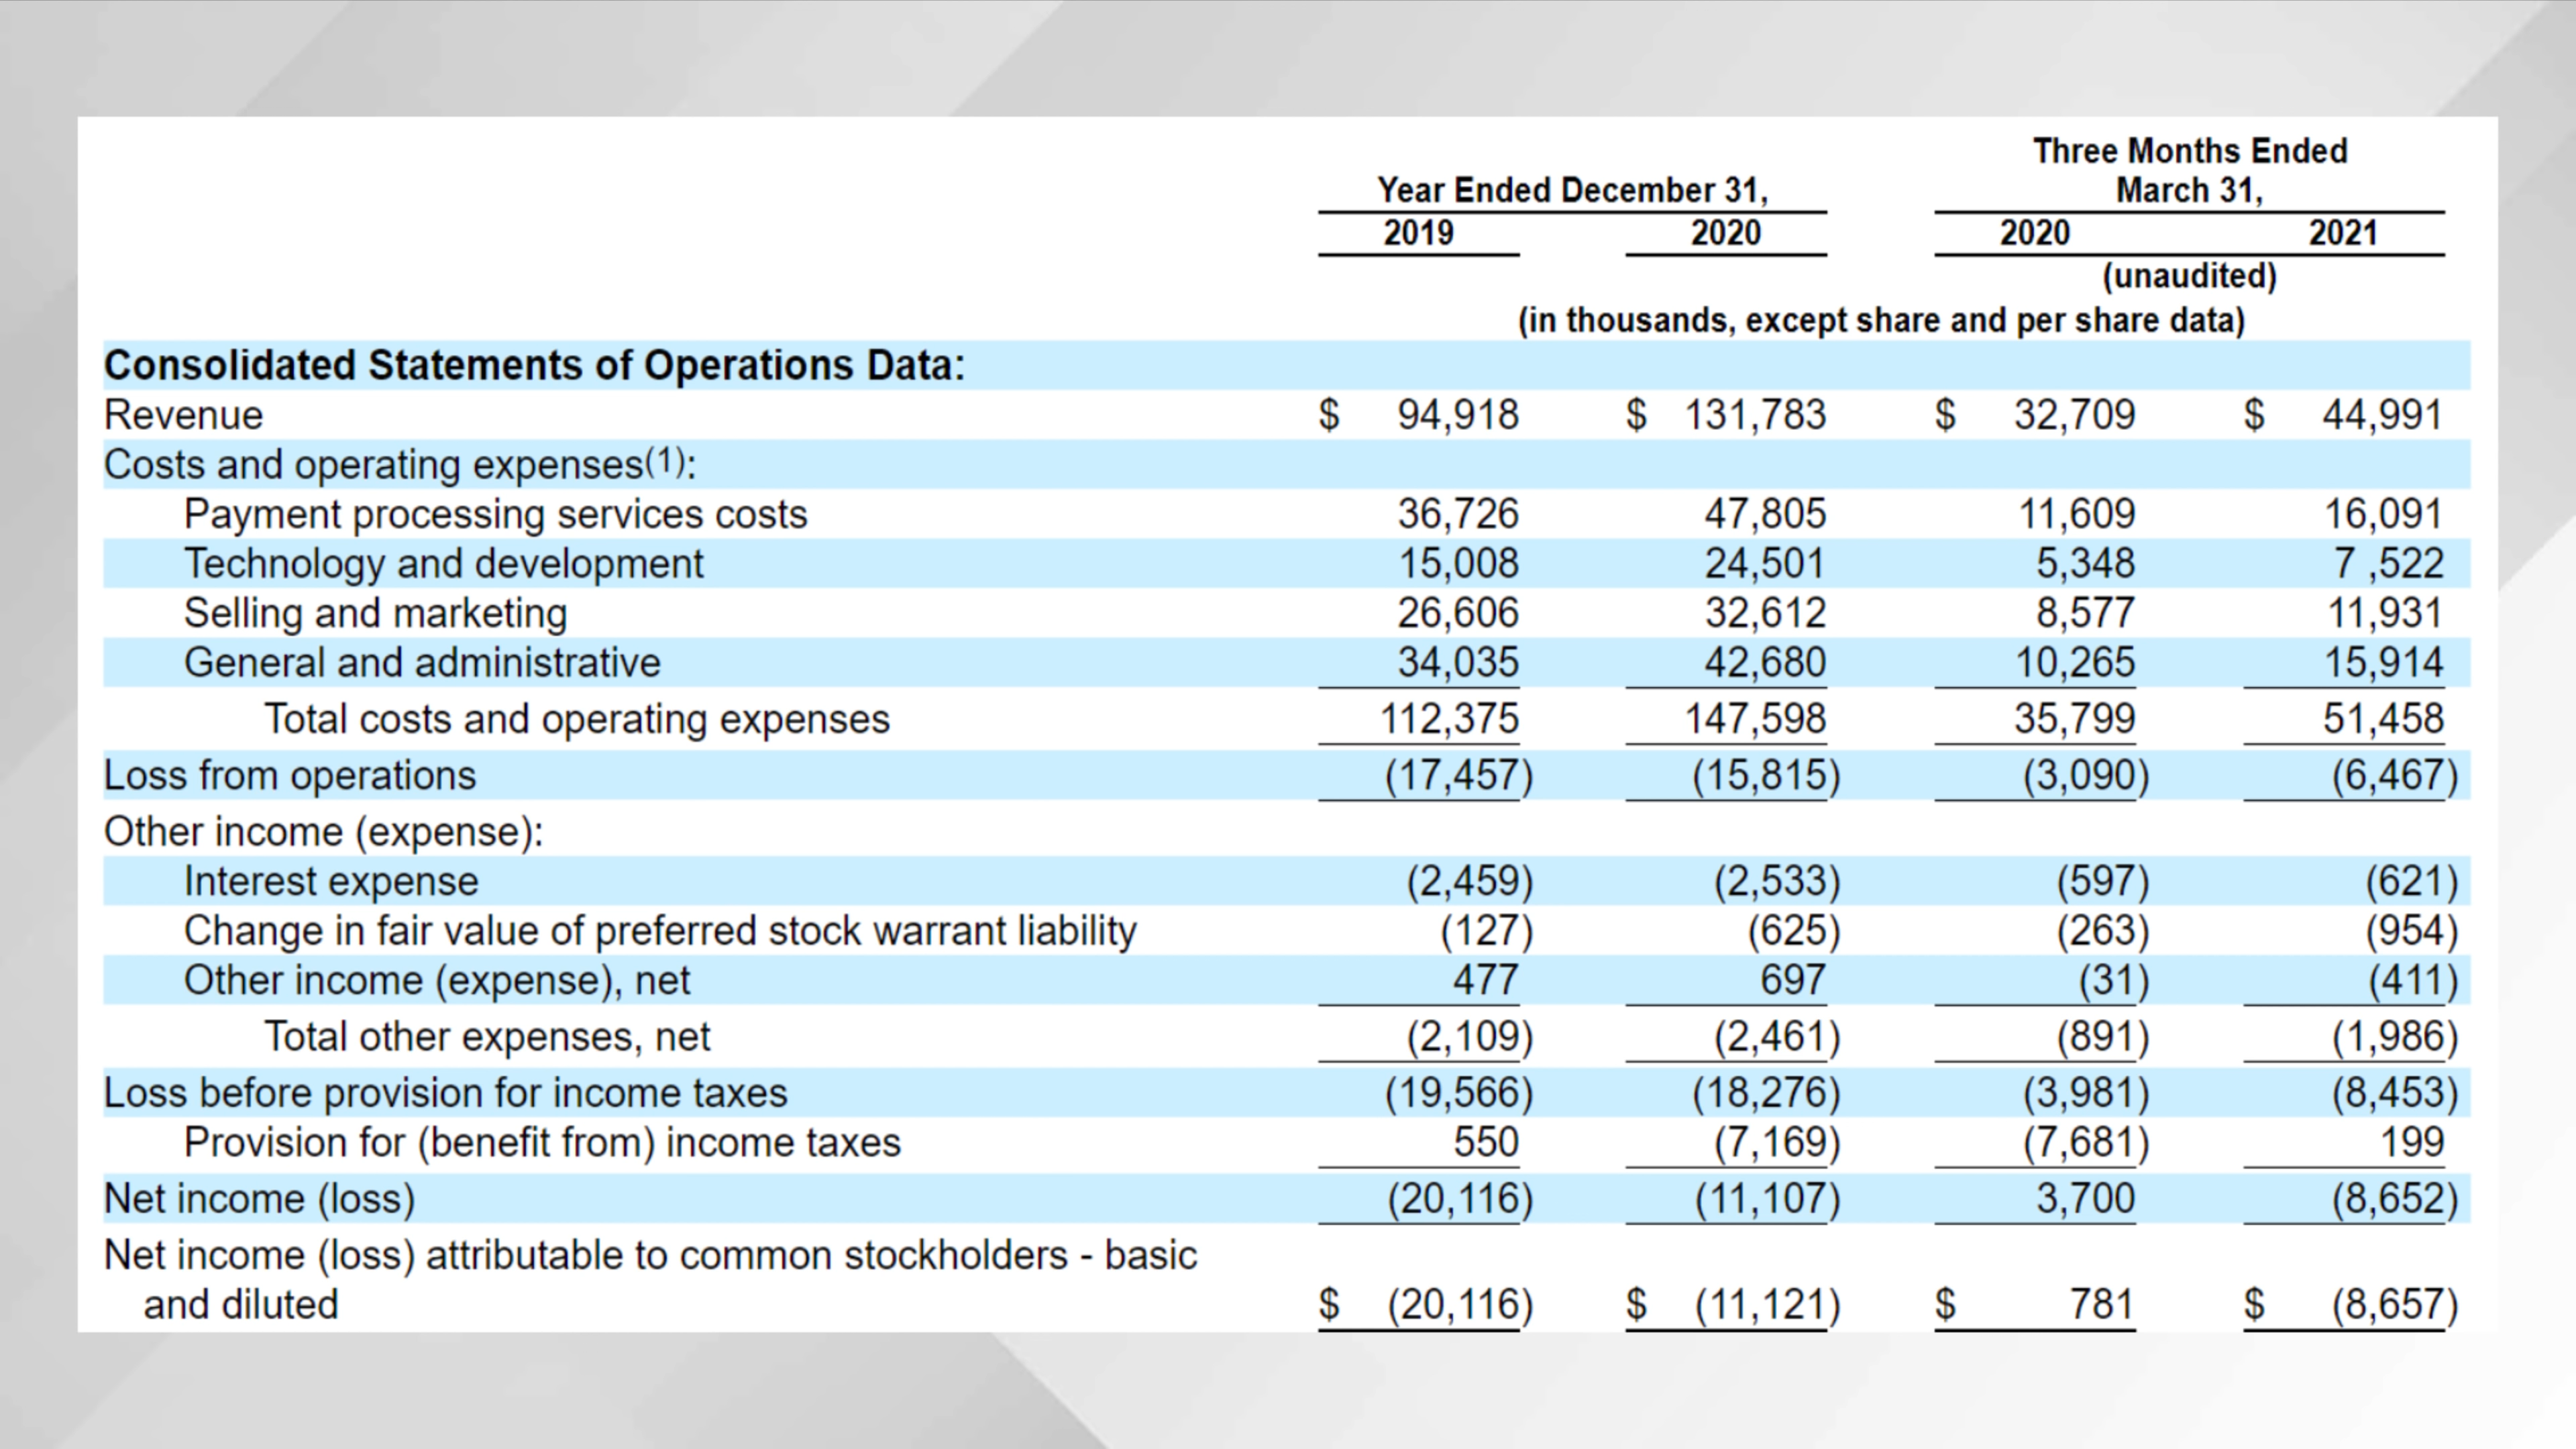 Three Months Ended
Year Ended December 31, March 31,
2019 2020 2020 2021
(unaudited)
(in thousands, except share and per share data)
Consolidated Statements of Operations Data:
Revenue $ 94,918 $ 131,783 $ 32,709 $ 44,991
Costs and operating expenses(1):
Payment processing services costs 36,726 47,805 11,609 16,091
Technology and development 15,008 24,501 5,348 7 ,522
Selling and marketing 26,606 32,612 8,577 11,931
General and administrative 34,035 42,680 10,265 15,914
Total costs and operating expenses 112,375 147,598 35,799 51,458
Loss from operations (17,457) (15,815) (3,090) (6,467)
Other income (expense):
Interest expense (2,459) (2,533) (597) (621)
Change in fair value of preferred stock warrant liability (127) (625) (263) (954)
Other income (expense), net 477 697 (31) (411)
Total other expenses, net (2,109) (2,461) (891) (1,986)
Loss before provision for income taxes (19,566) (18,276) (3,981) (8,453)
Provision for (benefit from) income taxes 550 (7,169) (7,681) 199
Net income (loss) (20,116) (11,107) 3,700 (8,652)
Net income (loss) attributable to common stockholders - basic
and diluted $ (20,116) $ (11,121) $ 781 $ (8,657)